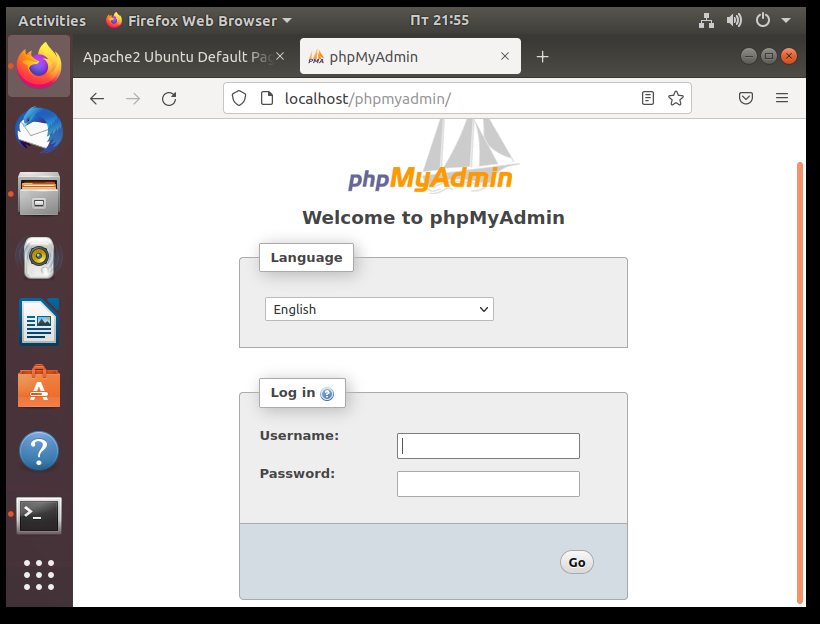 Activities Firefox Web Browser Пт 21:55
Apache2 Ubuntu Default Pag phpMyAdmin
localhost/phpmyadmin/
phpMyAdmin
Welcome to phpMyAdmin
Language
English
Log in
Username:
Password:
Go